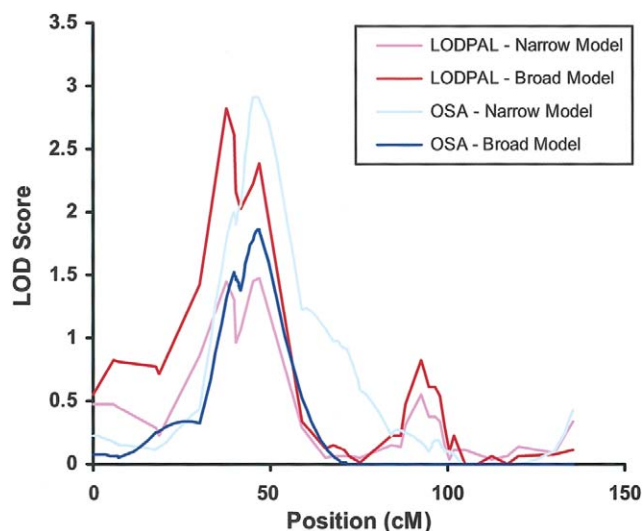 3.5
3
2.5
2
1.5
1
0.5
0
LOD Score
0
50
100
150
Position (cM)
LODPAL - Narrow Model
LODPAL - Broad Model
OSA - Narrow Model
OSA - Broad Model